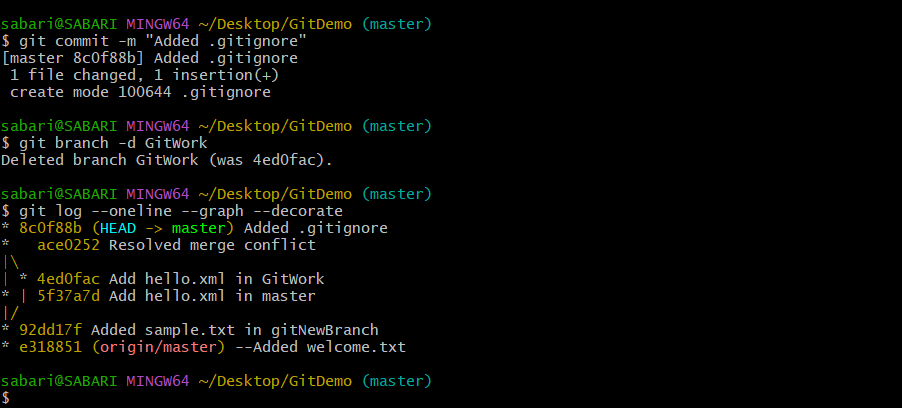 sabari@SABARI MINGW64 ~/Desktop/GitDemo (master)
$ git commit -m "Added .gitignore"
[master 8c0f88b] Added .gitignore
 1 file changed, 1 insertion(+)
 create mode 100644 .gitignore
sabari@SABARI MINGW64 ~/Desktop/GitDemo (master)
$ git branch -d GitWork
Deleted branch GitWork (was 4ed0fac).
sabari@SABARI MINGW64 ~/Desktop/GitDemo (master)
$ git log --oneline --graph --decorate
* 8c0f88b (HEAD -> master) Added .gitignore
*   ace0252 Resolved merge conflict
|\
| * 4ed0fac Add hello.xml in GitWork
* | 5f37a7d Add hello.xml in master
|/
* 92dd17f Added sample.txt in gitNewBranch
* e318851 (origin/master) --Added welcome.txt
sabari@SABARI MINGW64 ~/Desktop/GitDemo (master)
$